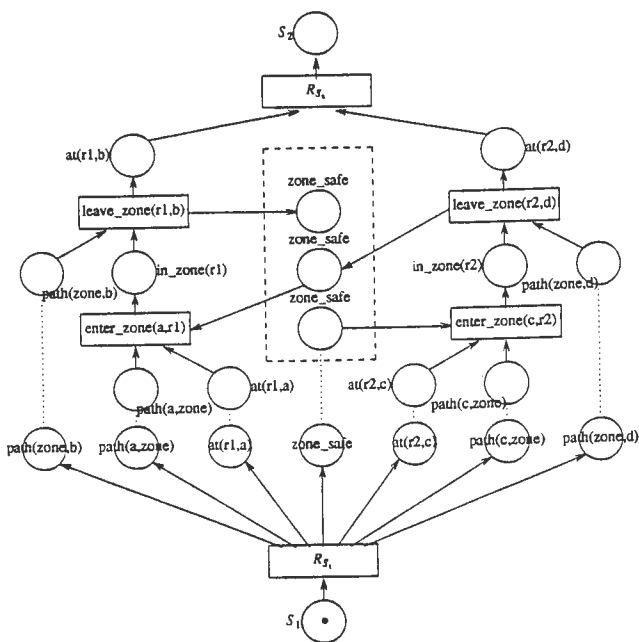 S2
R_S_s
at(r1,b)
at(r2,d)
zone_safe
leave_zone(r1,b)
leave_zone(r2,d)
zone_safe
in_zone(r1)
in_zone(r2)
path(zone,b)
path(zone,d)
zone_safe
enter_zone(a,r1)
enter_zone(c,r2)
at(r1,a)
at(r2,c)
path(a,zone)
path(c,zone)
path(zone,b)
path(a,zone)
at(r1,a)
zone_safe
at(r2,c)
path(c,zone)
path(zone,d)
R_S_1
S1